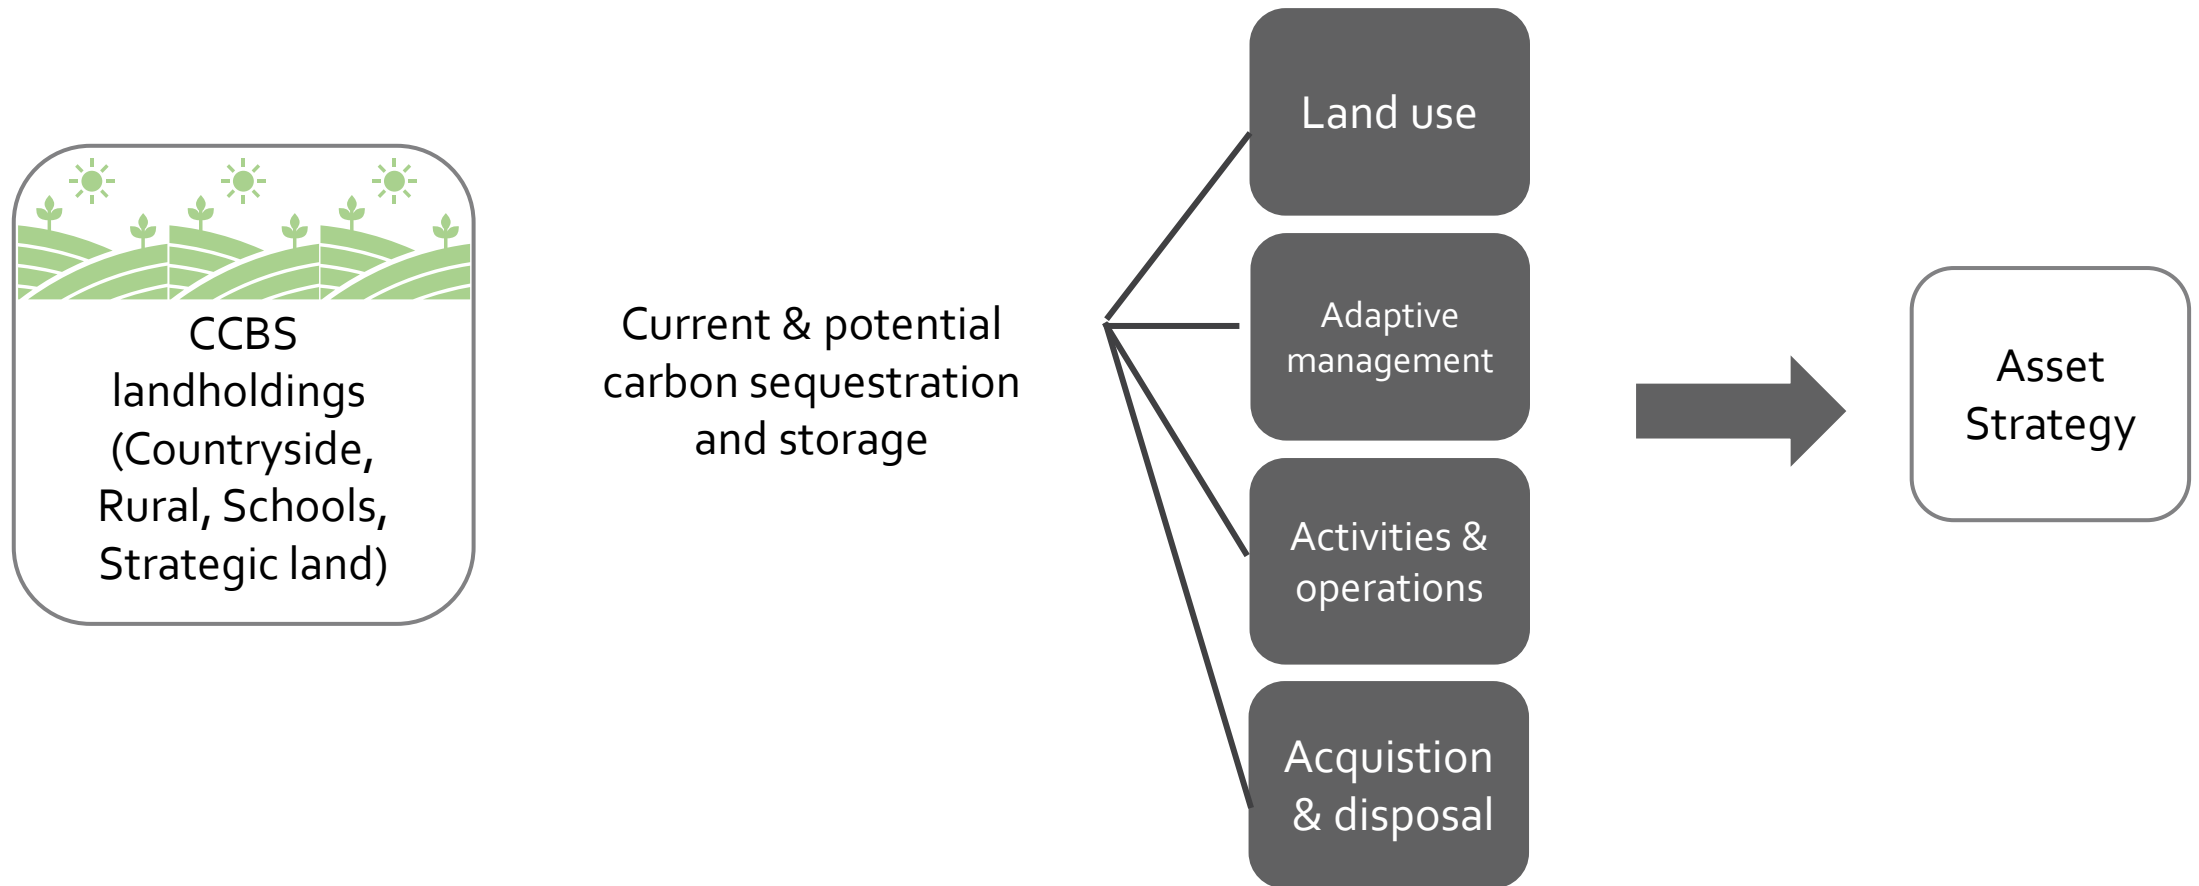 CCBS
landholdings
(Countryside,
Rural, Schools,
Strategic land)
Current & potential
carbon sequestration
and storage
Land use
Adaptive
management
Activities &
operations
Acquistion
& disposal
Asset
Strategy